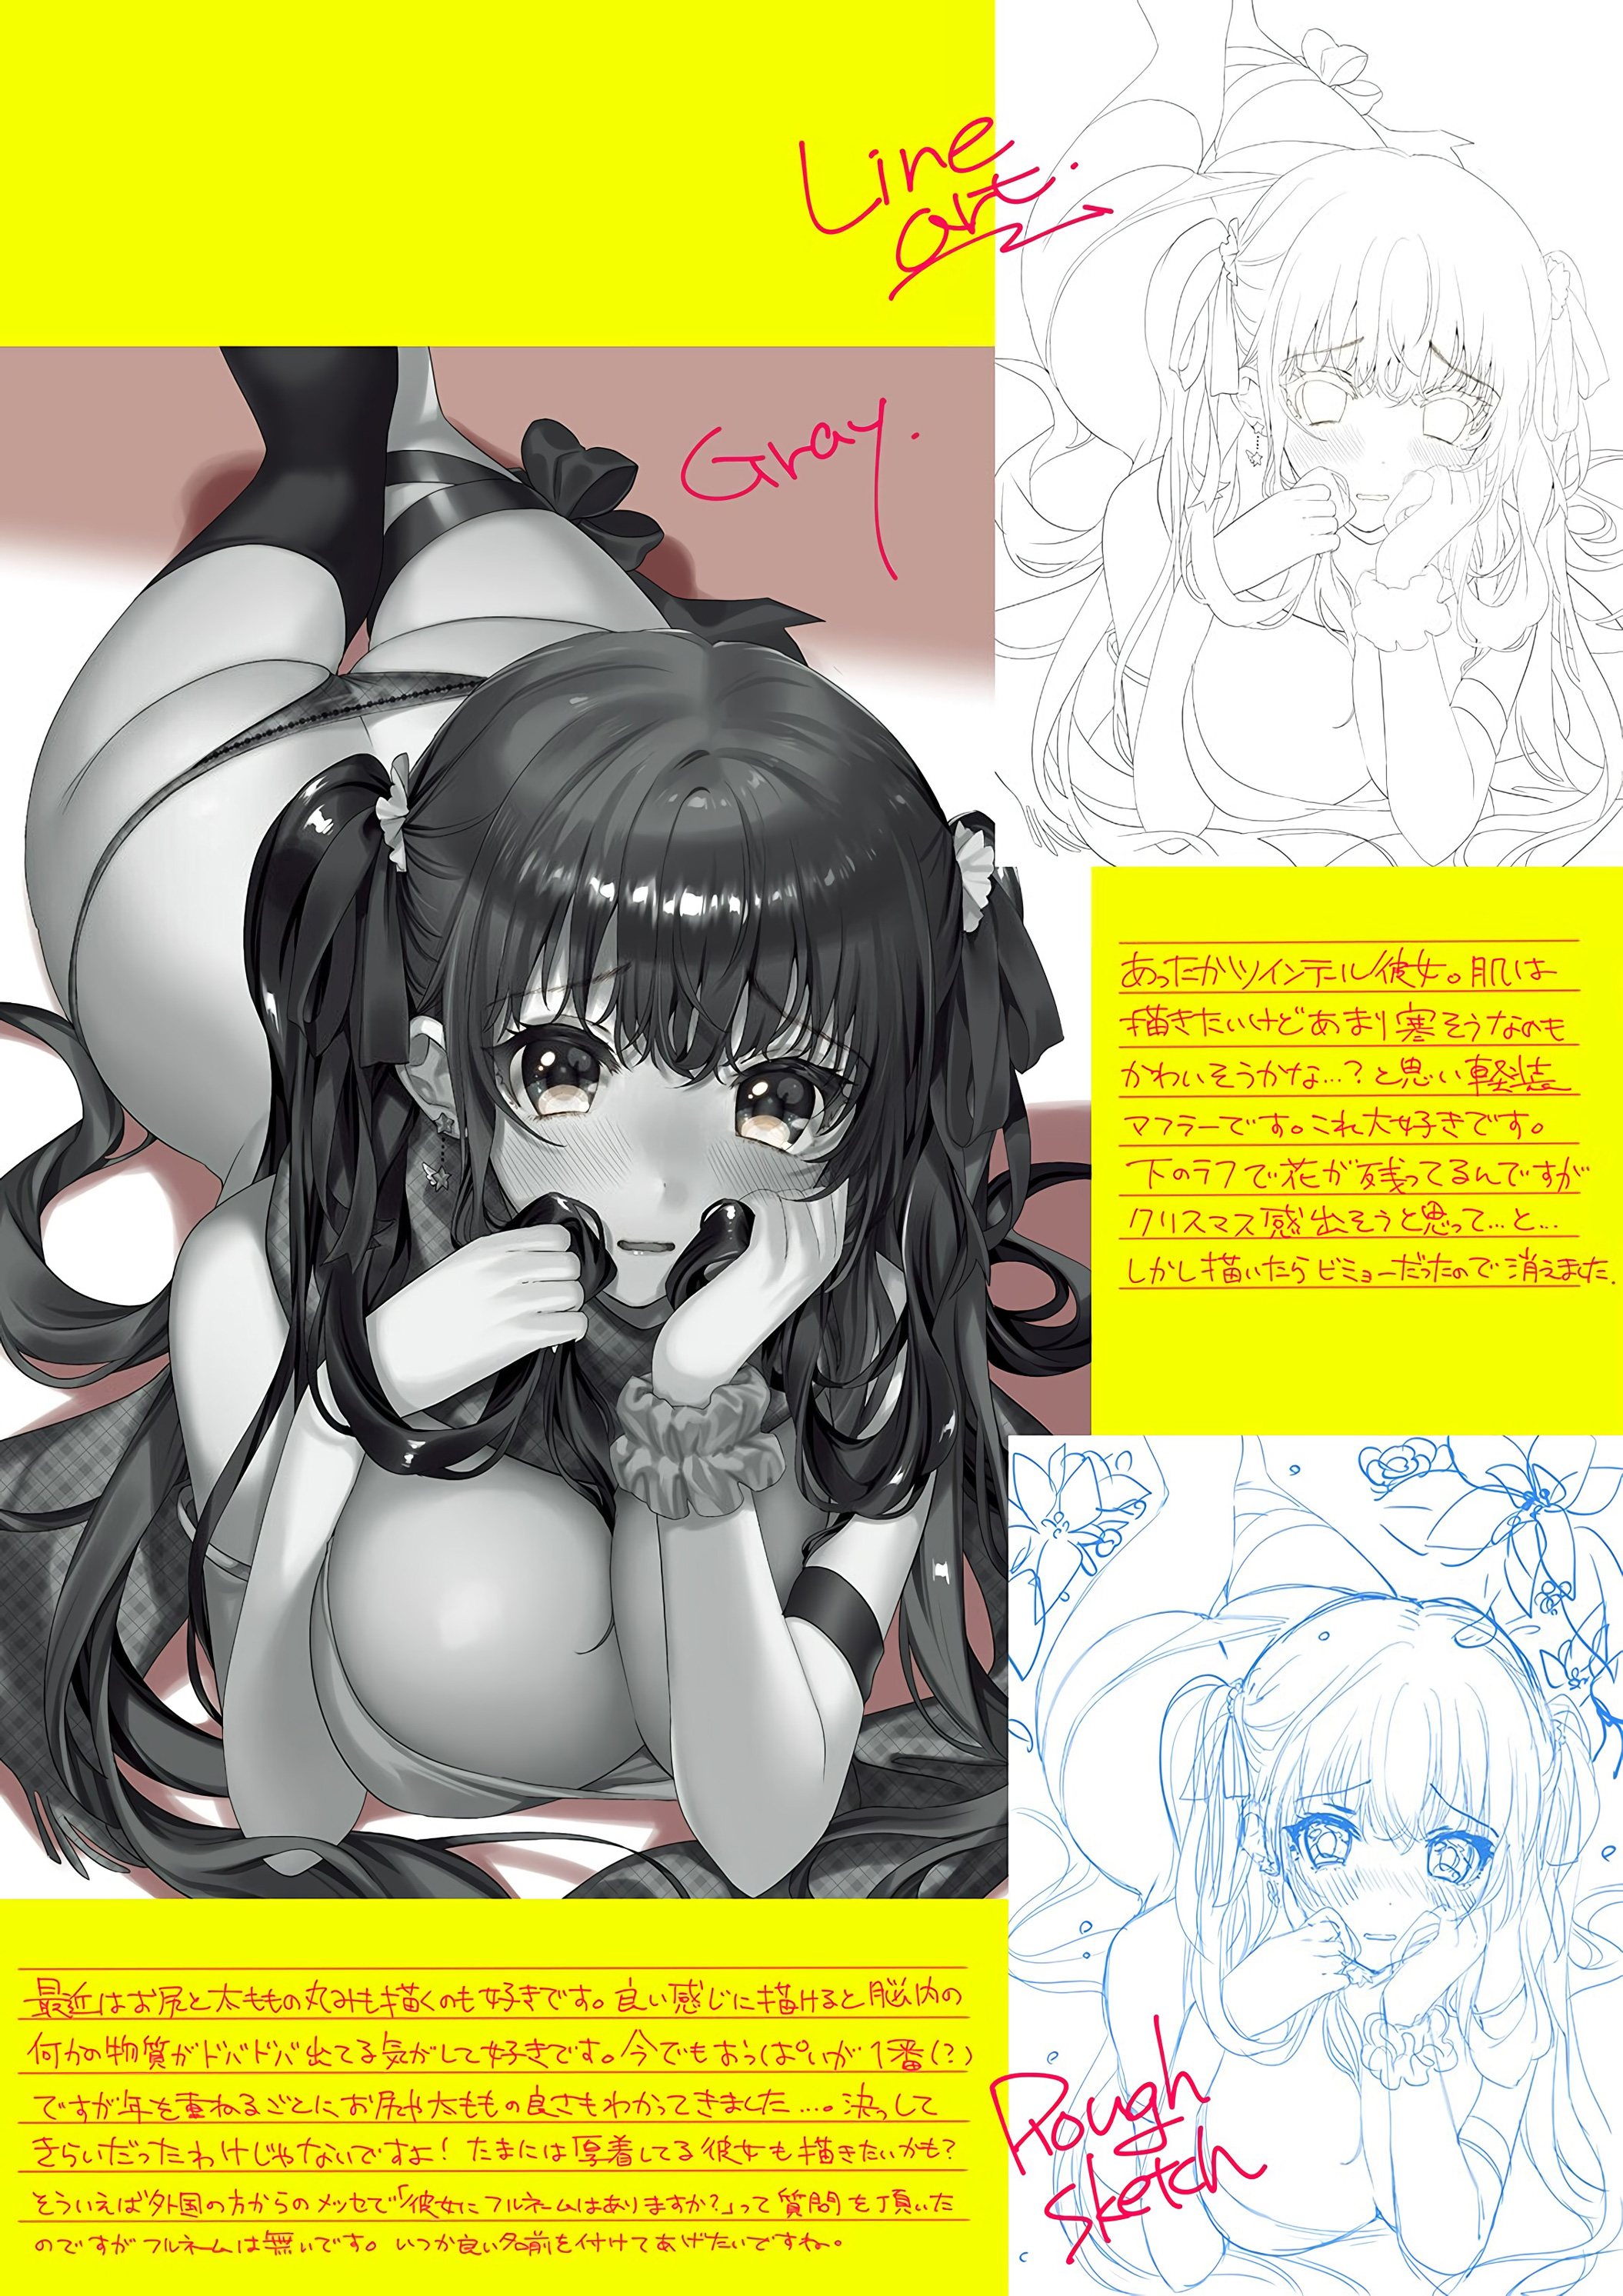 Line
art.
Gray.
あったかツインテール彼女。肌は
描きたいけどあまり寒そうなのも
かわいそうかな…？と思い軽装
マフラーです。これ大好きです。
下のラフで花が残ってるんですが
クリスマス感出そうと思って…と…
しかし描いたらビミョーだったので消えました.
Rough
sketch
最近はお尻と太ももの丸みも描くのも好きです。良い感じに描けると脳内の
何かの物質がドバドバ出てる気がして好きです。今でもおっぱいが1番(?)
ですが年を重ねるごとにお尻や太ももの良さもわかってきました…。決して
きらいだったわけじゃないですよ！たまには厚着してる彼女も描きたいかも？
そういえば外国の方からのメッセで「彼女にフルネームはありますか？」って質問を頂いた
のですがフルネームは無いです。いつか良い名前を付けてあげたいですね。